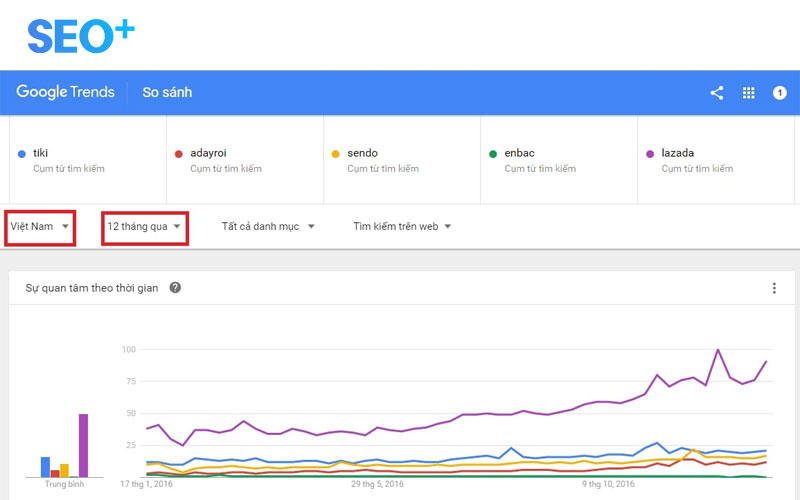 SEO+
Google Trends So sánh 1
tiki adayroi sendo enbac lazada
Cụm từ tìm kiếm Cụm từ tìm kiếm Cụm từ tìm kiếm Cụm từ tìm kiếm Cụm từ tìm kiếm
Việt Nam 12 tháng qua Tất cả danh mục Tìm kiếm trên web
Sự quan tâm theo thời gian ?
100
75
50
25
Trung bình 17 thg 1, 2016 29 thg 5, 2016 9 thg 10, 2016